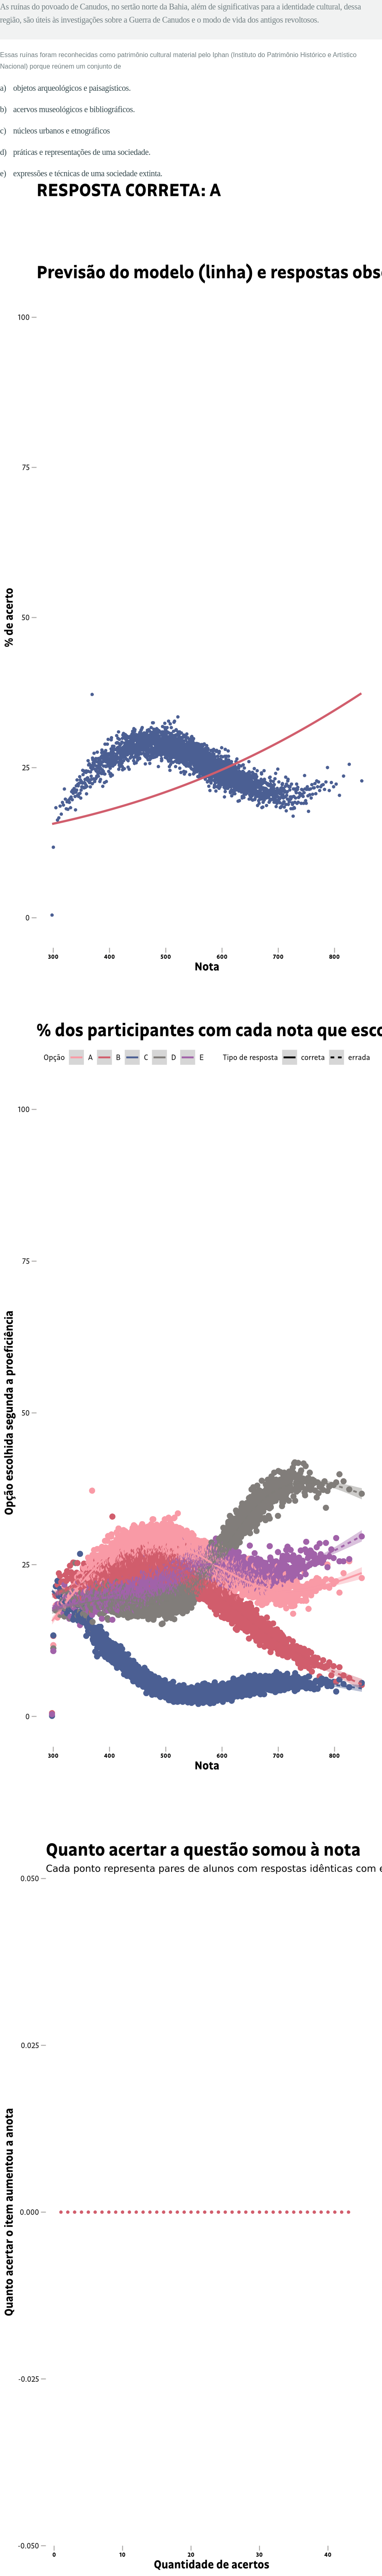 As ruínas do povoado de Canudos, no sertão norte da Bahia, além de significativas para a identidade cultural, dessa
região, são úteis às investigações sobre a Guerra de Canudos e o modo de vida dos antigos revoltosos.
Essas ruínas foram reconhecidas como patrimônio cultural material pelo Iphan (Instituto do Patrimônio Histórico e Artístico
Nacional) porque reúnem um conjunto de
a) objetos arqueológicos e paisagísticos.
b) acervos museológicos e bibliográficos.
c) núcleos urbanos e etnográficos
d) práticas e representações de uma sociedade.
e) expressões e técnicas de uma sociedade extinta.
RESPOSTA CORRETA: A
Previsão do modelo (linha) e respostas obs
100
75
% de acerto
50
25
0
300 400 500 600 700 800
Nota
% dos participantes com cada nota que esco
Opção A B C D E Tipo de resposta correta errada
100
75
Opção escolhida segunda a proeficiência
50
25
0
300 400 500 600 700 800
Nota
Quanto acertar a questão somou à nota
Cada ponto representa pares de alunos com respostas idênticas com e
0.050
0.025
Quanto acertar o item aumentou a anota
0.000
-0.025
-0.050
0 10 20 30 40
Quantidade de acertos